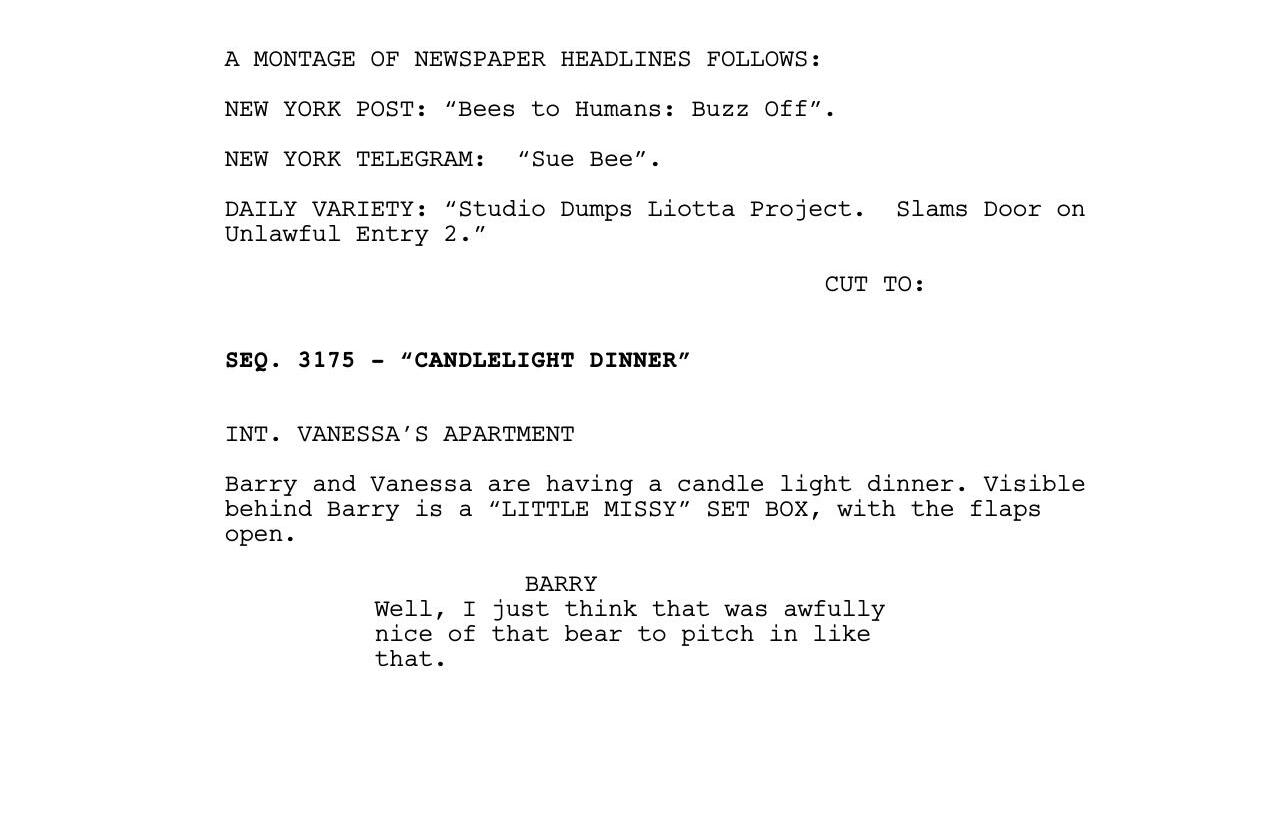 A MONTAGE OF NEWSPAPER HEADLINES FOLLOWS:
NEW YORK POST: “Bees to Humans: Buzz Off”.
NEW YORK TELEGRAM:  “Sue Bee”.
DAILY VARIETY: “Studio Dumps Liotta Project.  Slams Door on
Unlawful Entry 2.”
CUT TO:
SEQ. 3175 – “CANDLELIGHT DINNER”
INT. VANESSA’S APARTMENT
Barry and Vanessa are having a candle light dinner. Visible
behind Barry is a “LITTLE MISSY” SET BOX, with the flaps
open.
BARRY
Well, I just think that was awfully
nice of that bear to pitch in like
that.